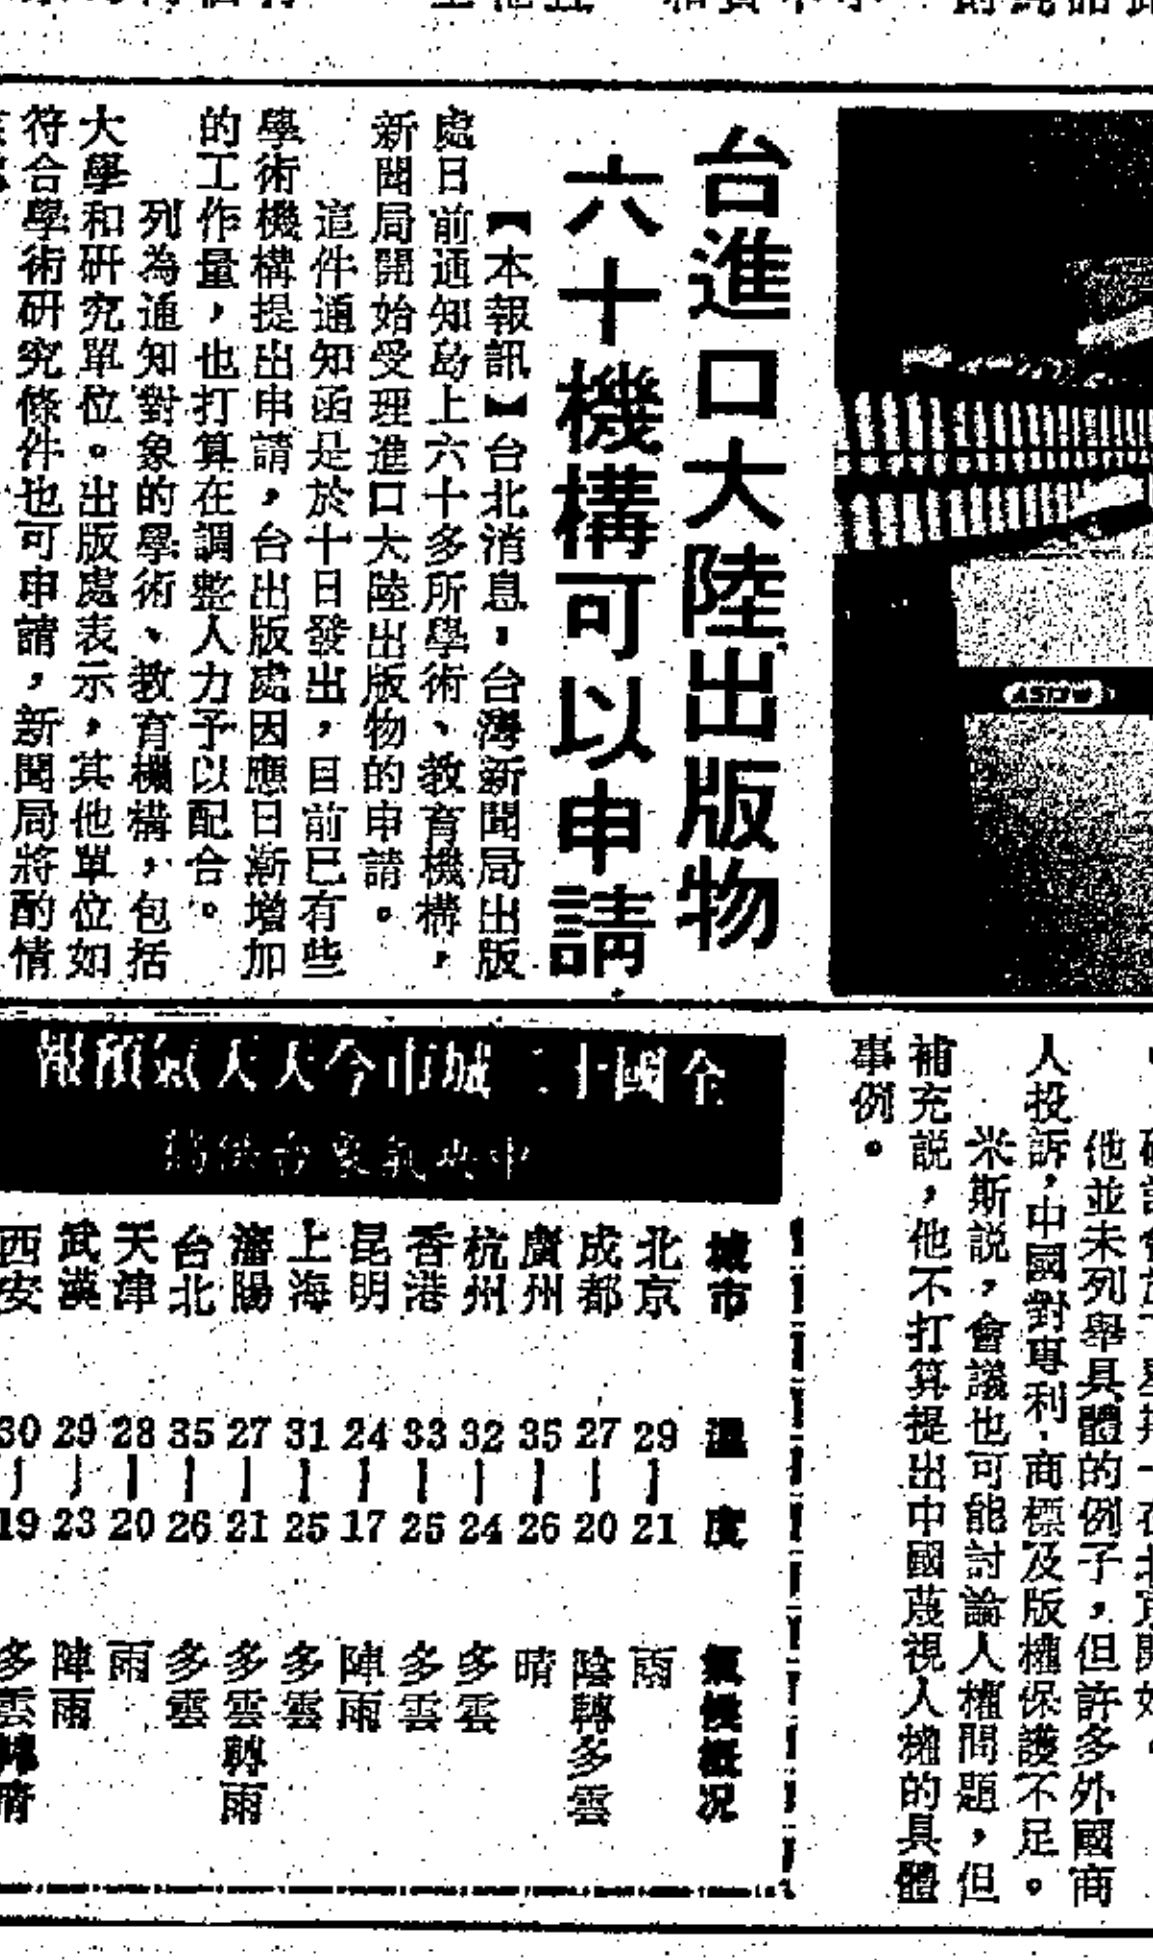 台進口大陸出版物
六十機構可以申請
【本報訊】台北消息,台灣新聞局出版
處日前通知島上六十多所學術、教育機構,
新聞局開始受理進口大陸出版物的申請。
這件通知函是於十日發出,目前已有些
學術機構提出申請,台出版處因應日漸增加
的工作量,也打算在調整人力予以配合。
列為通知對象的學術、教育機構,包括
大學和研究單位。出版處表示,其他單位如
符合學術研究條件也可申請,新聞局將酌情
他並未列舉具體的例子,但許多外國商
人投訴,中國對專利、商標及版權保護不足。
米斯説,會議也可能討論人權問題,但
補充説,他不打算提出中國蔑視人權的具體
事例。
全國十二城市今天天氣預報
中央氣象台供稿
城市 溫度 氣候概況
北京 29-21 雨
成都 27-20 陰轉多雲
廣州 35-26 晴
杭州 32-24 多雲
香港 33-25 多雲
昆明 24-17 陣雨
上海 31-25 多雲
瀋陽 27-21 多雲轉雨
台北 35-26 多雲
天津 28-20 雨
武漢 29-23 陣雨
西安 30-19 多雲轉晴